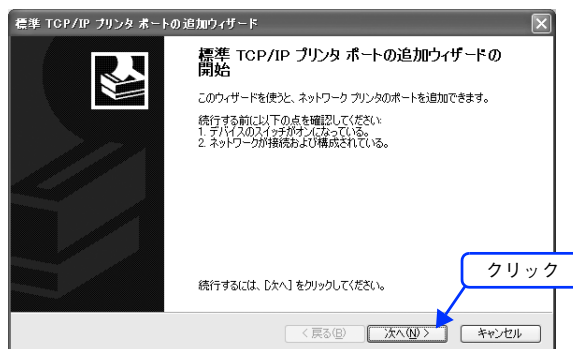 標準 TCP/IP プリンタ ポートの追加ウィザード
標準 TCP/IP プリンタ ポートの追加ウィザードの
開始
このウィザードを使うと、ネットワーク プリンタのポートを追加できます。
続行する前に以下の点を確認してください:
1. デバイスのスイッチがオンになっている。
2. ネットワークが接続および構成されている。
クリック
続行するには、[次へ] をクリックしてください。
< 戻る(B)
次へ(N) >
キャンセル